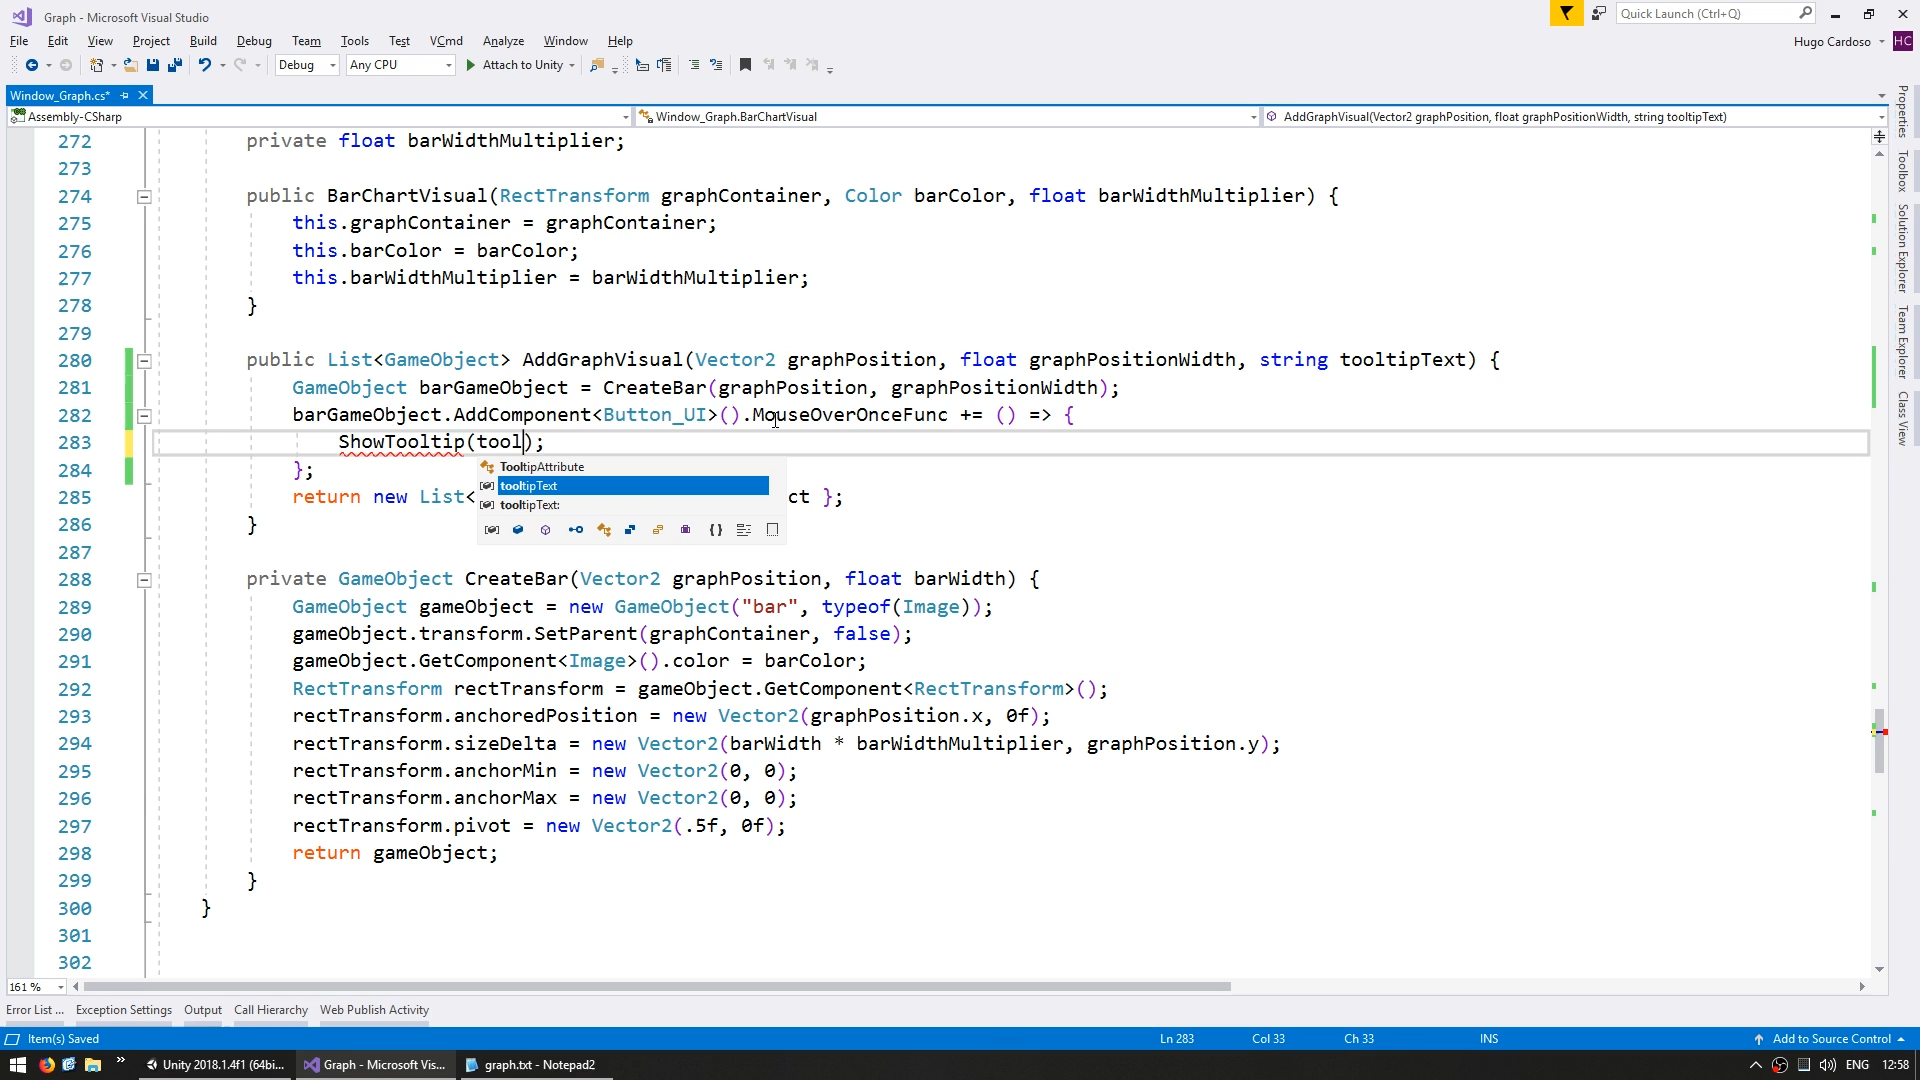 Graph - Microsoft Visual Studio
Quick Launch (Ctrl+Q)
File Edit View Project Build Debug Team Tools Test VCmd Analyze Window Help
Hugo Cardoso HC
Debug Any CPU Attach to Unity
Window_Graph.cs*
Assembly-CSharp Window_Graph.BarChartVisual AddGraphVisual(Vector2 graphPosition, float graphPositionWidth, string tooltipText)
272 private float barWidthMultiplier;
273
274 public BarChartVisual(RectTransform graphContainer, Color barColor, float barWidthMultiplier) {
275 this.graphContainer = graphContainer;
276 this.barColor = barColor;
277 this.barWidthMultiplier = barWidthMultiplier;
278 }
279
280 public List<GameObject> AddGraphVisual(Vector2 graphPosition, float graphPositionWidth, string tooltipText) {
281 GameObject barGameObject = CreateBar(graphPosition, graphPositionWidth);
282 barGameObject.AddComponent<Button_UI>().MouseOverOnceFunc += () => {
283 ShowTooltip(tool);
TooltipAttribute
284 };
tooltipText
285 return new List< ct };
tooltipText:
286 }
{ }
287
288 private GameObject CreateBar(Vector2 graphPosition, float barWidth) {
289 GameObject gameObject = new GameObject("bar", typeof(Image));
290 gameObject.transform.SetParent(graphContainer, false);
291 gameObject.GetComponent<Image>().color = barColor;
292 RectTransform rectTransform = gameObject.GetComponent<RectTransform>();
293 rectTransform.anchoredPosition = new Vector2(graphPosition.x, 0f);
294 rectTransform.sizeDelta = new Vector2(barWidth * barWidthMultiplier, graphPosition.y);
295 rectTransform.anchorMin = new Vector2(0, 0);
296 rectTransform.anchorMax = new Vector2(0, 0);
297 rectTransform.pivot = new Vector2(.5f, 0f);
298 return gameObject;
299 }
300 }
301
302
161 %
Properties
Toolbox
Solution Explorer
Team Explorer
Class View
Error List ... Exception Settings Output Call Hierarchy Web Publish Activity
Item(s) Saved Ln 283 Col 33 Ch 33 INS Add to Source Control
Unity 2018.1.4f1 (64bi... Graph - Microsoft Vis... graph.txt - Notepad2 ENG 12:58